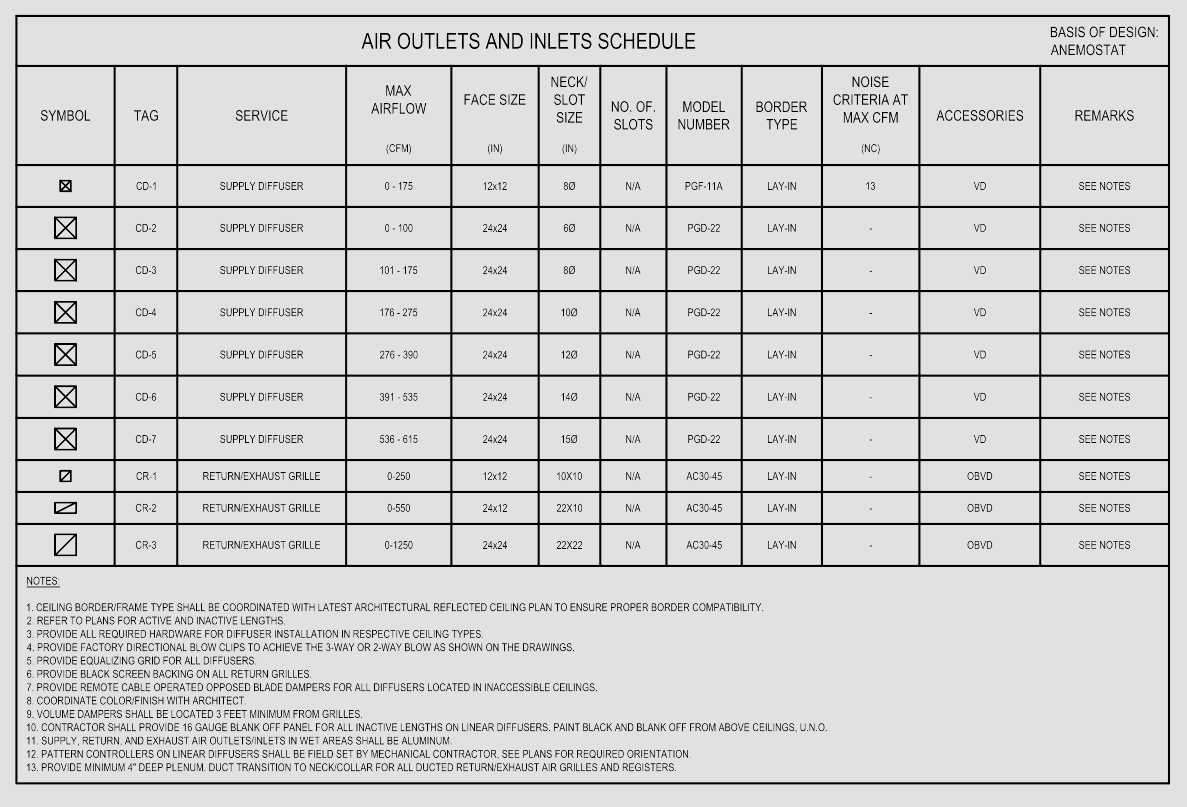 AIR OUTLETS AND INLETS SCHEDULE
BASIS OF DESIGN:
ANEMOSTAT
SYMBOL TAG SERVICE MAX AIRFLOW (CFM) FACE SIZE (IN) NECK/ SLOT SIZE (IN) NO. OF. SLOTS MODEL NUMBER BORDER TYPE NOISE CRITERIA AT MAX CFM (NC) ACCESSORIES REMARKS
CD-1 SUPPLY DIFFUSER 0 - 175 12x12 8Ø N/A PGF-11A LAY-IN 13 VD SEE NOTES
CD-2 SUPPLY DIFFUSER 0 - 100 24x24 6Ø N/A PGD-22 LAY-IN - VD SEE NOTES
CD-3 SUPPLY DIFFUSER 101 - 175 24x24 8Ø N/A PGD-22 LAY-IN - VD SEE NOTES
CD-4 SUPPLY DIFFUSER 176 - 275 24x24 10Ø N/A PGD-22 LAY-IN - VD SEE NOTES
CD-5 SUPPLY DIFFUSER 276 - 390 24x24 12Ø N/A PGD-22 LAY-IN - VD SEE NOTES
CD-6 SUPPLY DIFFUSER 391 - 535 24x24 14Ø N/A PGD-22 LAY-IN - VD SEE NOTES
CD-7 SUPPLY DIFFUSER 536 - 615 24x24 15Ø N/A PGD-22 LAY-IN - VD SEE NOTES
CR-1 RETURN/EXHAUST GRILLE 0-250 12x12 10X10 N/A AC30-45 LAY-IN - OBVD SEE NOTES
CR-2 RETURN/EXHAUST GRILLE 0-550 24x12 22X10 N/A AC30-45 LAY-IN - OBVD SEE NOTES
CR-3 RETURN/EXHAUST GRILLE 0-1250 24x24 22X22 N/A AC30-45 LAY-IN - OBVD SEE NOTES
NOTES:
1. CEILING BORDER/FRAME TYPE SHALL BE COORDINATED WITH LATEST ARCHITECTURAL REFLECTED CEILING PLAN TO ENSURE PROPER BORDER COMPATIBILITY.
2. REFER TO PLANS FOR ACTIVE AND INACTIVE LENGTHS.
3. PROVIDE ALL REQUIRED HARDWARE FOR DIFFUSER INSTALLATION IN RESPECTIVE CEILING TYPES.
4. PROVIDE FACTORY DIRECTIONAL BLOW CLIPS TO ACHIEVE THE 3-WAY OR 2-WAY BLOW AS SHOWN ON THE DRAWINGS.
5. PROVIDE EQUALIZING GRID FOR ALL DIFFUSERS.
6. PROVIDE BLACK SCREEN BACKING ON ALL RETURN GRILLES.
7. PROVIDE REMOTE CABLE OPERATED OPPOSED BLADE DAMPERS FOR ALL DIFFUSERS LOCATED IN INACCESSIBLE CEILINGS.
8. COORDINATE COLOR/FINISH WITH ARCHITECT.
9. VOLUME DAMPERS SHALL BE LOCATED 3 FEET MINIMUM FROM GRILLES.
10. CONTRACTOR SHALL PROVIDE 16 GAUGE BLANK OFF PANEL FOR ALL INACTIVE LENGTHS ON LINEAR DIFFUSERS. PAINT BLACK AND BLANK OFF FROM ABOVE CEILINGS, U.N.O.
11. SUPPLY, RETURN, AND EXHAUST AIR OUTLETS/INLETS IN WET AREAS SHALL BE ALUMINUM.
12. PATTERN CONTROLLERS ON LINEAR DIFFUSERS SHALL BE FIELD SET BY MECHANICAL CONTRACTOR, SEE PLANS FOR REQUIRED ORIENTATION.
13. PROVIDE MINIMUM 4" DEEP PLENUM, DUCT TRANSITION TO NECK/COLLAR FOR ALL DUCTED RETURN/EXHAUST AIR GRILLES AND REGISTERS.